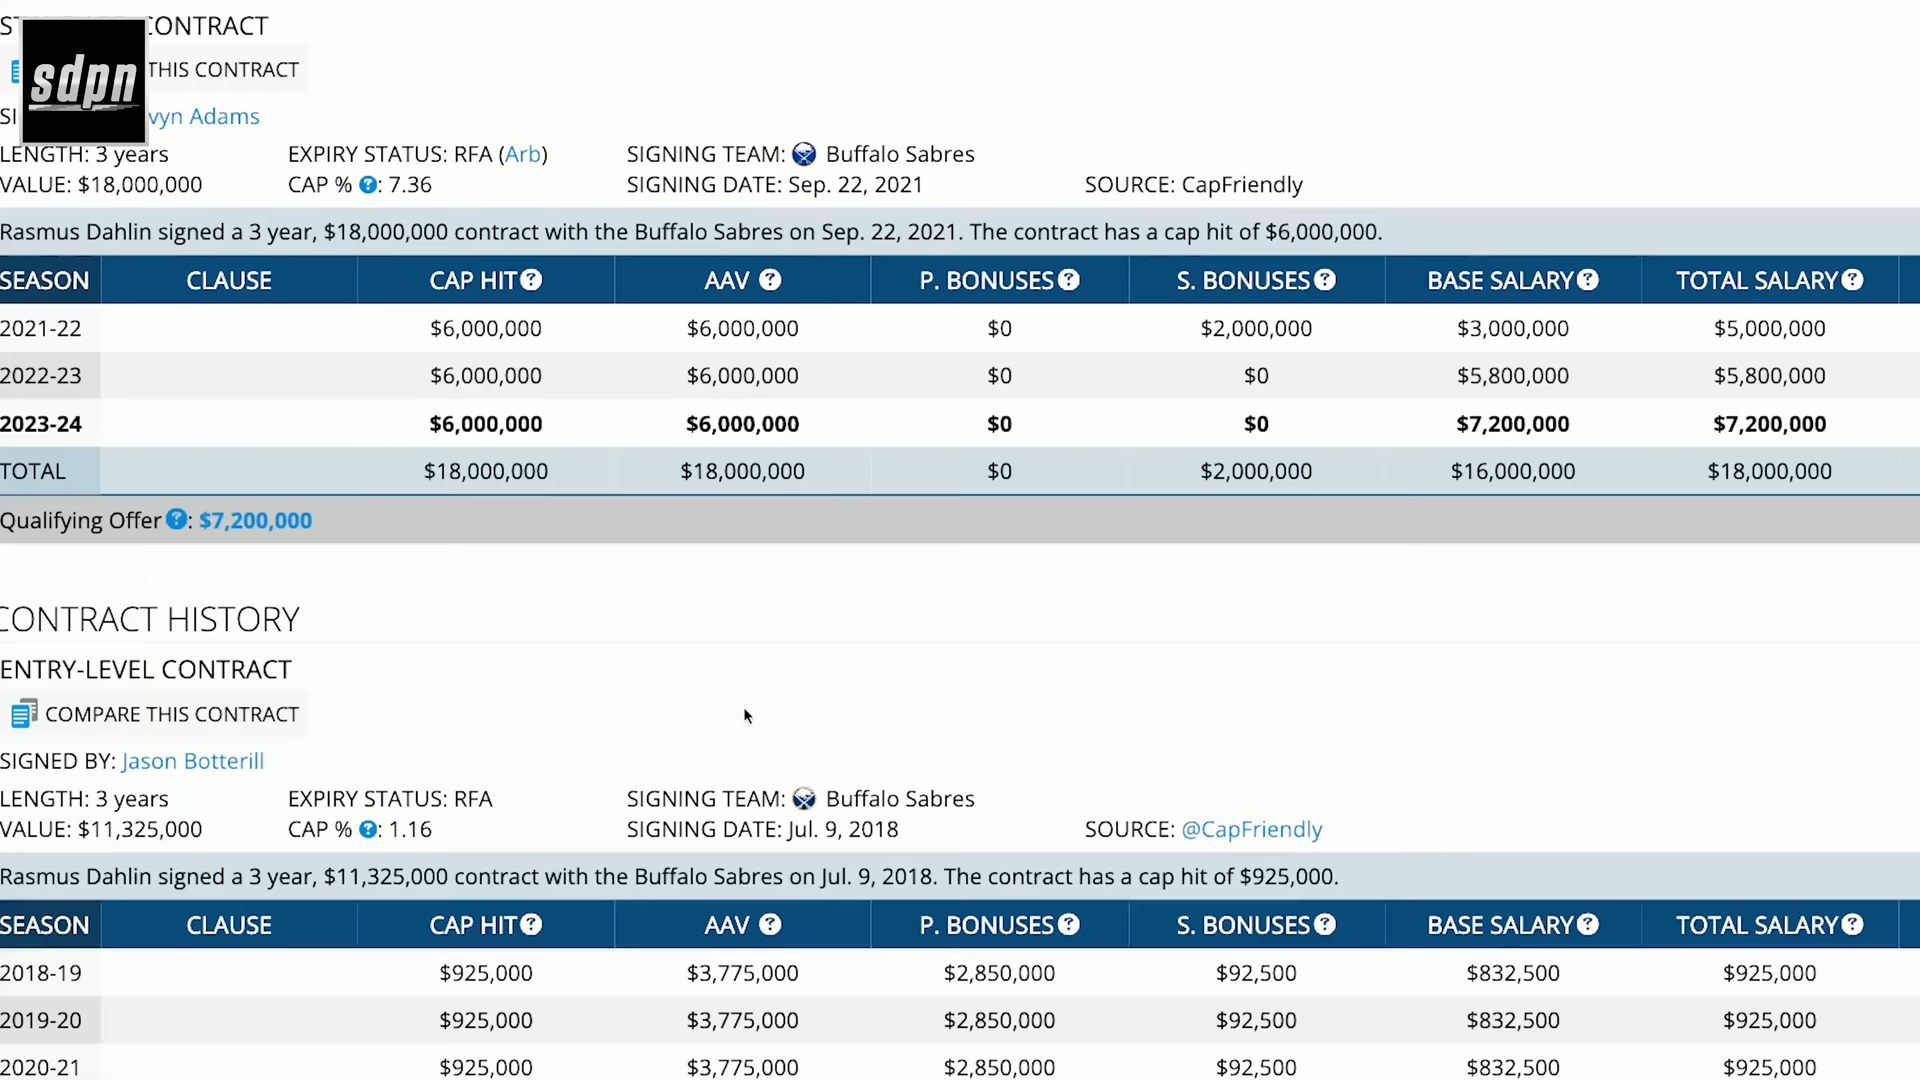 CONTRACT
THIS CONTRACT
sdpn
vyn Adams
LENGTH: 3 years EXPIRY STATUS: RFA (Arb) SIGNING TEAM: Buffalo Sabres
VALUE: $18,000,000 CAP % ?: 7.36 SIGNING DATE: Sep. 22, 2021 SOURCE: CapFriendly
Rasmus Dahlin signed a 3 year, $18,000,000 contract with the Buffalo Sabres on Sep. 22, 2021. The contract has a cap hit of $6,000,000.
SEASON CLAUSE CAP HIT ? AAV ? P. BONUSES ? S. BONUSES ? BASE SALARY ? TOTAL SALARY ?
2021-22 $6,000,000 $6,000,000 $0 $2,000,000 $3,000,000 $5,000,000
2022-23 $6,000,000 $6,000,000 $0 $0 $5,800,000 $5,800,000
2023-24 $6,000,000 $6,000,000 $0 $0 $7,200,000 $7,200,000
TOTAL $18,000,000 $18,000,000 $0 $2,000,000 $16,000,000 $18,000,000
Qualifying Offer ?: $7,200,000
CONTRACT HISTORY
ENTRY-LEVEL CONTRACT
COMPARE THIS CONTRACT
SIGNED BY: Jason Botterill
LENGTH: 3 years EXPIRY STATUS: RFA SIGNING TEAM: Buffalo Sabres
VALUE: $11,325,000 CAP % ?: 1.16 SIGNING DATE: Jul. 9, 2018 SOURCE: @CapFriendly
Rasmus Dahlin signed a 3 year, $11,325,000 contract with the Buffalo Sabres on Jul. 9, 2018. The contract has a cap hit of $925,000.
SEASON CLAUSE CAP HIT ? AAV ? P. BONUSES ? S. BONUSES ? BASE SALARY ? TOTAL SALARY ?
2018-19 $925,000 $3,775,000 $2,850,000 $92,500 $832,500 $925,000
2019-20 $925,000 $3,775,000 $2,850,000 $92,500 $832,500 $925,000
2020-21 $925,000 $3,775,000 $2,850,000 $92,500 $832,500 $925,000